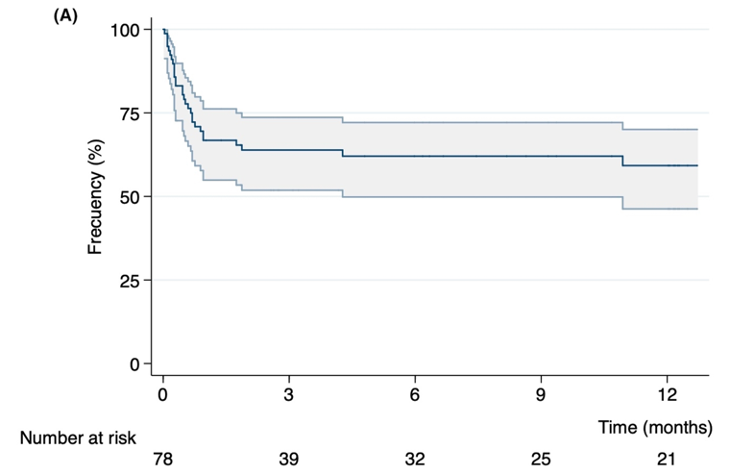 (A)
100
75
50
25
0
Frecuency (%)
0 3 6 9 12
Time (months)
Number at risk
78 39 32 25 21